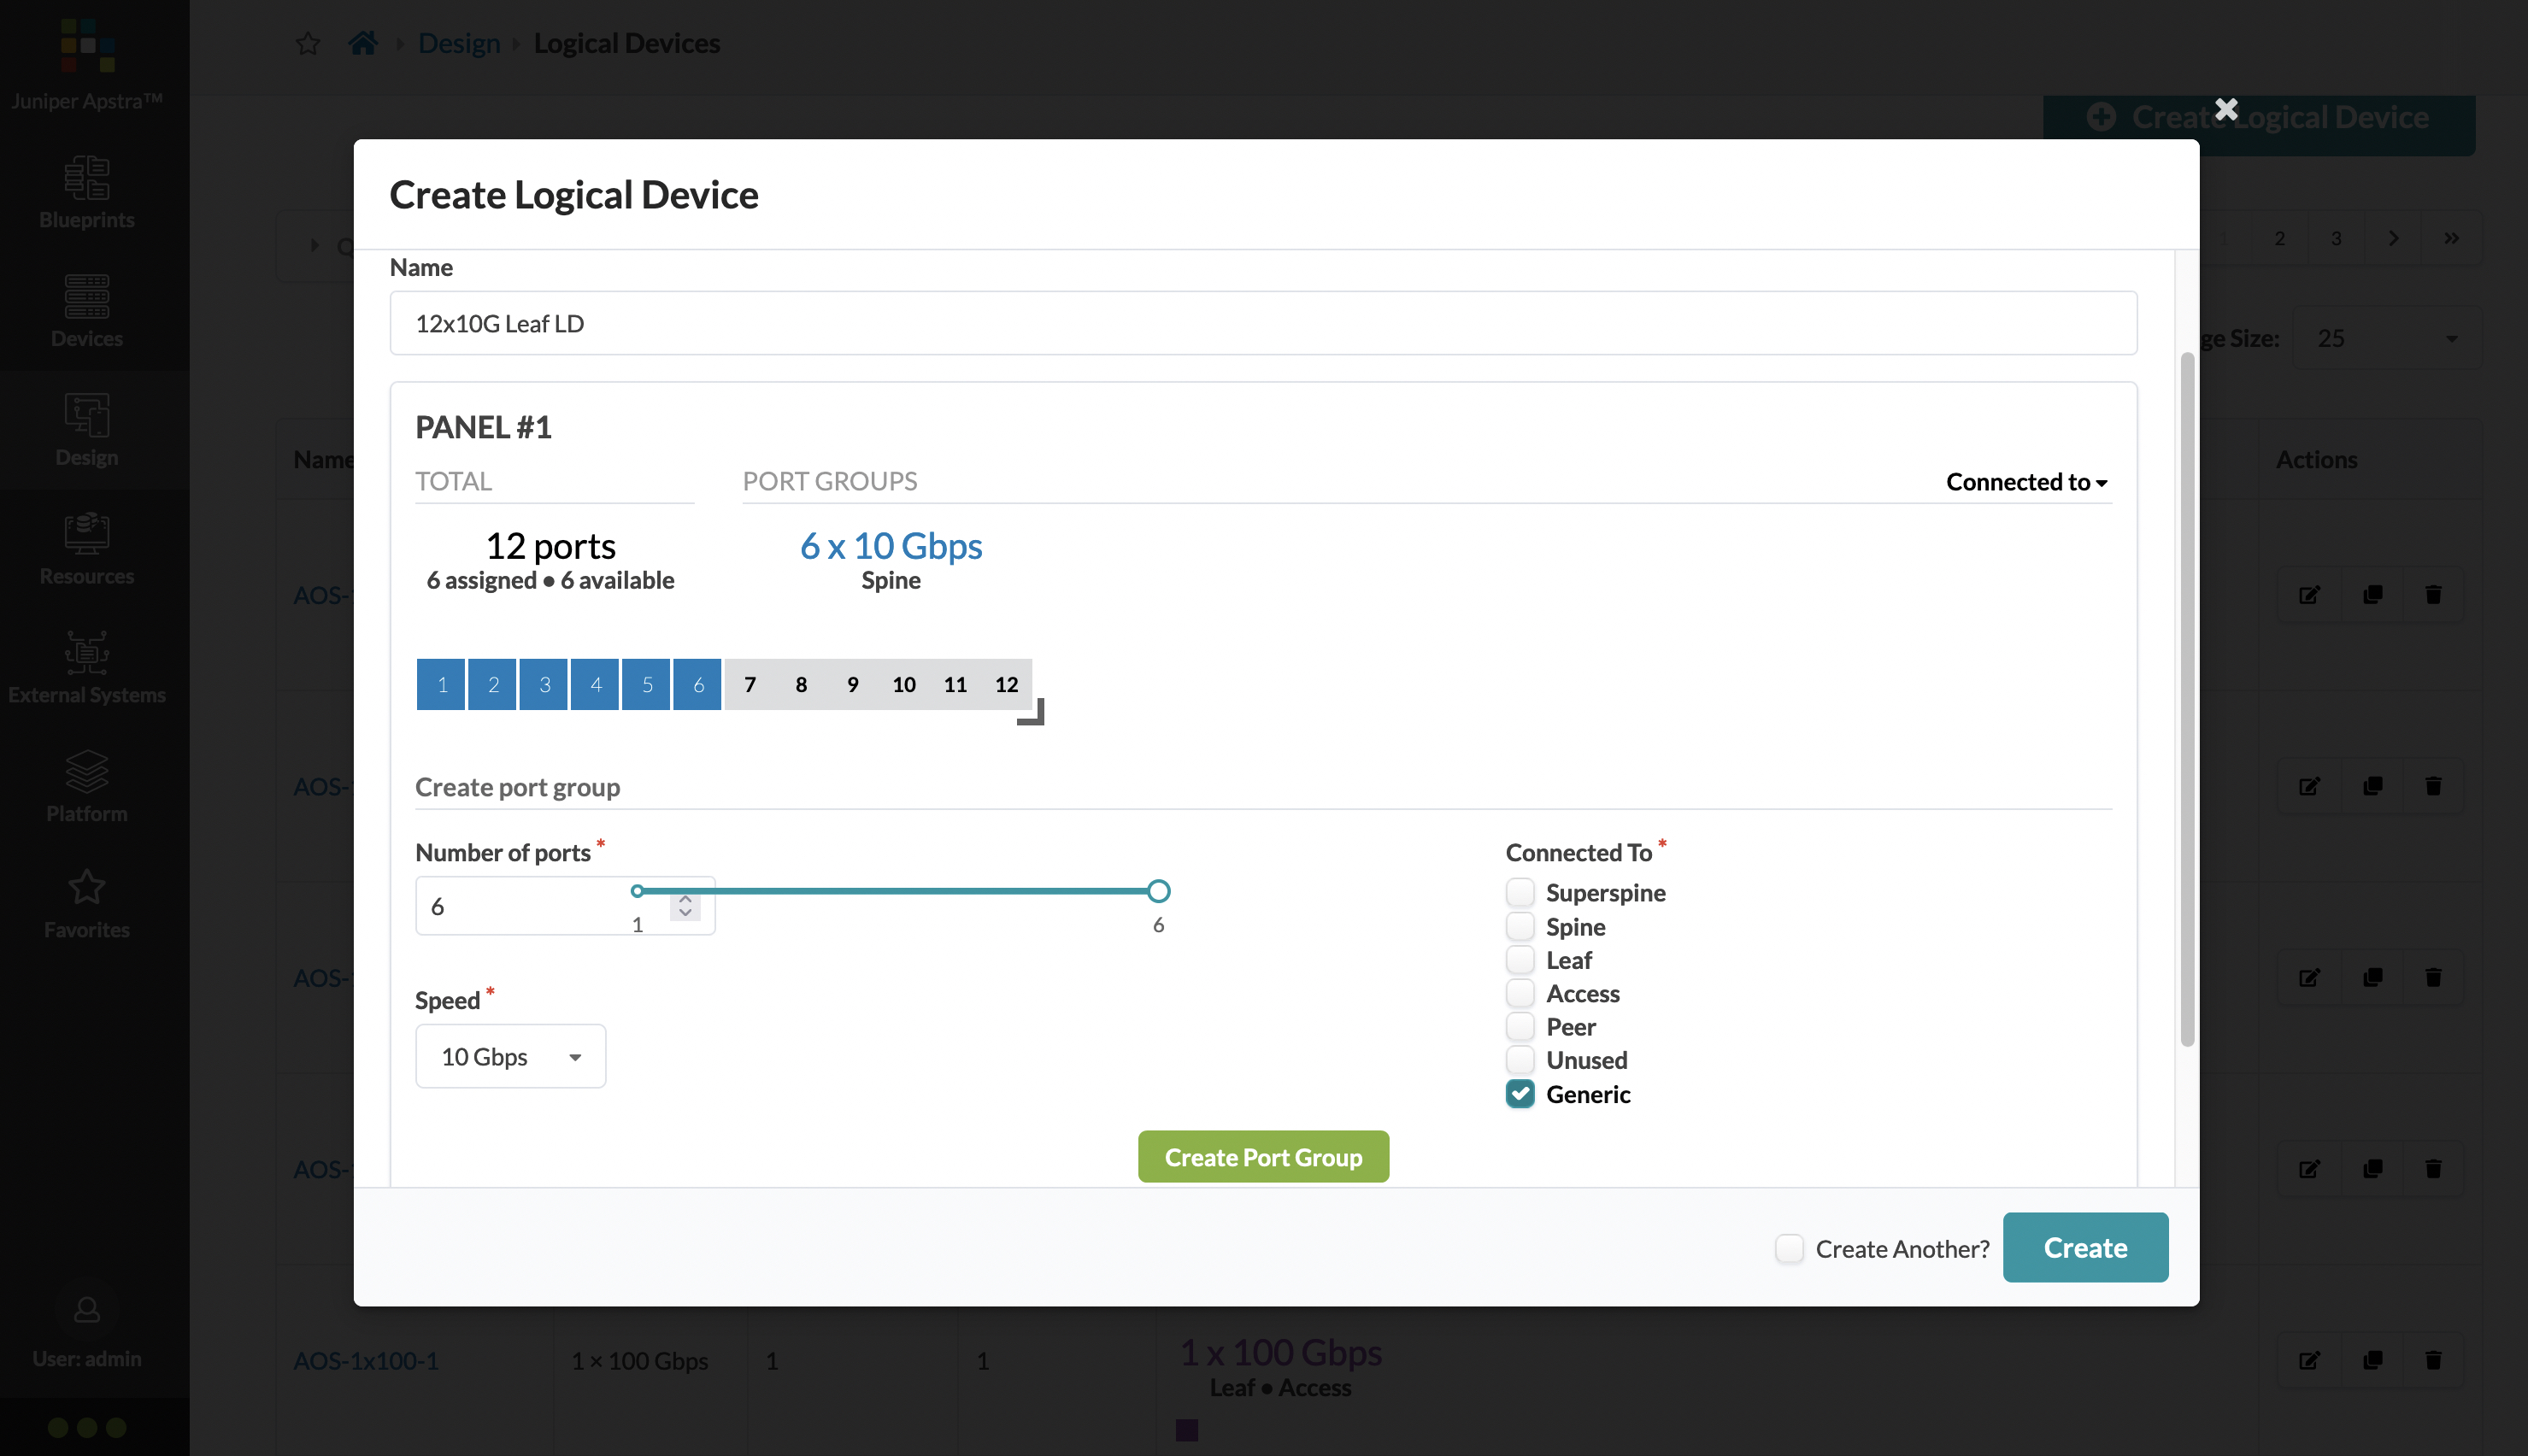 Juniper Apstra™
Blueprints
Devices
Design
Resources
External Systems
Platform
Favorites
User: admin
Design
Logical Devices
Create Logical Device
2
3
ge Size:
25
Name
Actions
AOS-
AOS-
AOS-
AOS-
AOS-1x100-1
1 × 100 Gbps
1
1
1 x 100 Gbps
Leaf ● Access
Create Logical Device
Name
12x10G Leaf LD
PANEL #1
TOTAL
PORT GROUPS
Connected to
12 ports
6 assigned ● 6 available
6 x 10 Gbps
Spine
1 2 3 4 5 6 7 8 9 10 11 12
Create port group
Number of ports *
6
1
6
Speed *
10 Gbps
Connected To *
Superspine
Spine
Leaf
Access
Peer
Unused
Generic
Create Port Group
Create Another?
Create